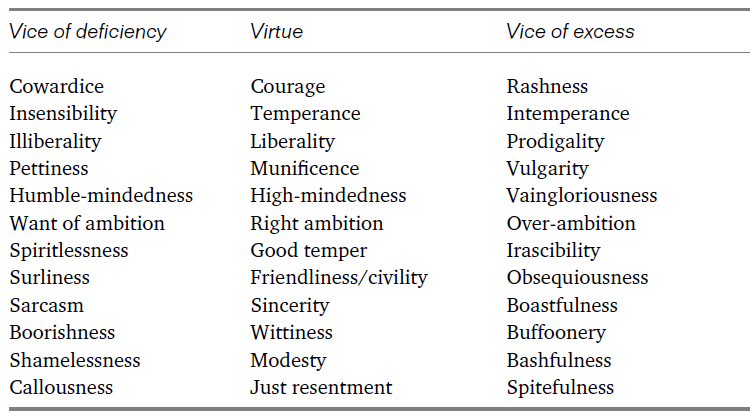 Vice of deficiency Virtue Vice of excess
Cowardice Courage Rashness
Insensibility Temperance Intemperance
Illiberality Liberality Prodigality
Pettiness Munificence Vulgarity
Humble-mindedness High-mindedness Vaingloriousness
Want of ambition Right ambition Over-ambition
Spiritlessness Good temper Irascibility
Surliness Friendliness/civility Obsequiousness
Sarcasm Sincerity Boastfulness
Boorishness Wittiness Buffoonery
Shamelessness Modesty Bashfulness
Callousness Just resentment Spitefulness